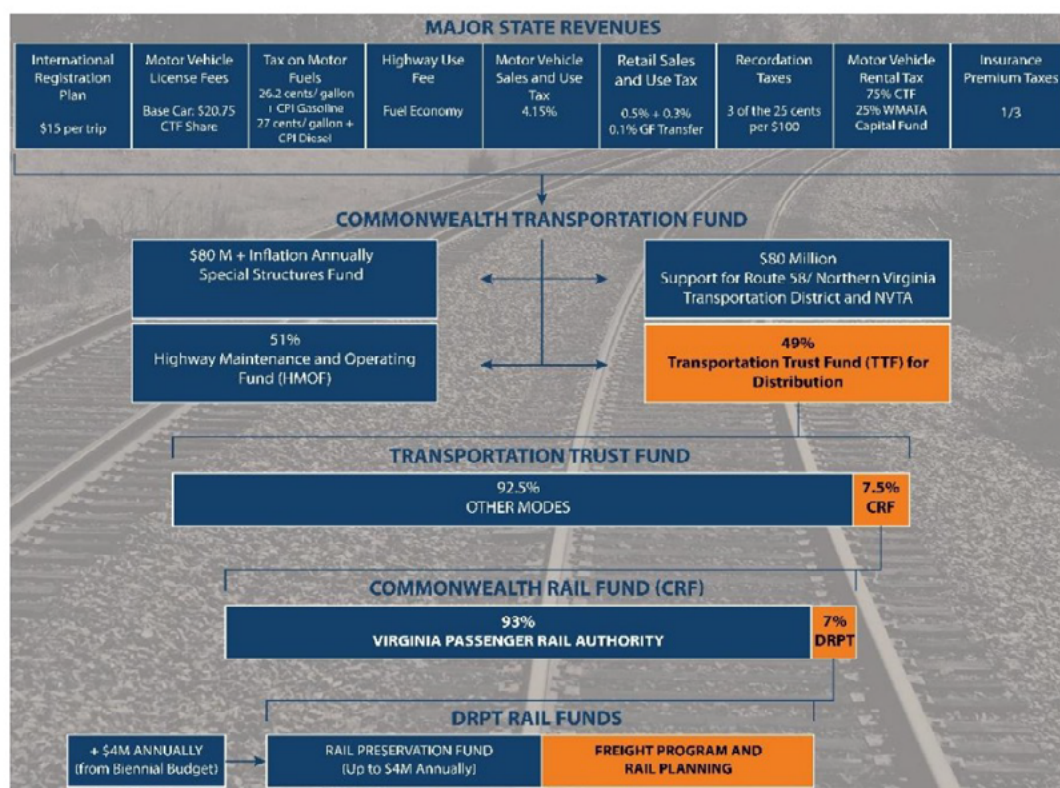 MAJOR STATE REVENUES
International
Registration
Plan
$15 per trip
Motor Vehicle
License Fees
Base Car: $20.75
CTF Share
Tax on Motor
Fuels
26.2 cents/ gallon
+ CPI Gasoline
27 cents/ gallon +
CPI Diesel
Highway Use
Fee
Fuel Economy
Motor Vehicle
Sales and Use
Tax
4.15%
Retail Sales
and Use Tax
0.5% + 0.3%
0.1% GF Transfer
Recordation
Taxes
3 of the 25 cents
per $100
Motor Vehicle
Rental Tax
75% CTF
25% WMATA
Capital Fund
Insurance
Premium Taxes
1/3
COMMONWEALTH TRANSPORTATION FUND
$80 M + Inflation Annually
Special Structures Fund
$80 Million
Support for Route 58/ Northern Virginia
Transportation District and NVTA
51%
Highway Maintenance and Operating
Fund (HMOF)
49%
Transportation Trust Fund (TTF) for
Distribution
TRANSPORTATION TRUST FUND
92.5%
OTHER MODES
7.5%
CRF
COMMONWEALTH RAIL FUND (CRF)
93%
VIRGINIA PASSENGER RAIL AUTHORITY
7%
DRPT
DRPT RAIL FUNDS
+ $4M ANNUALLY
(from Biennial Budget)
RAIL PRESERVATION FUND
(Up to $4M Annually)
FREIGHT PROGRAM AND
RAIL PLANNING